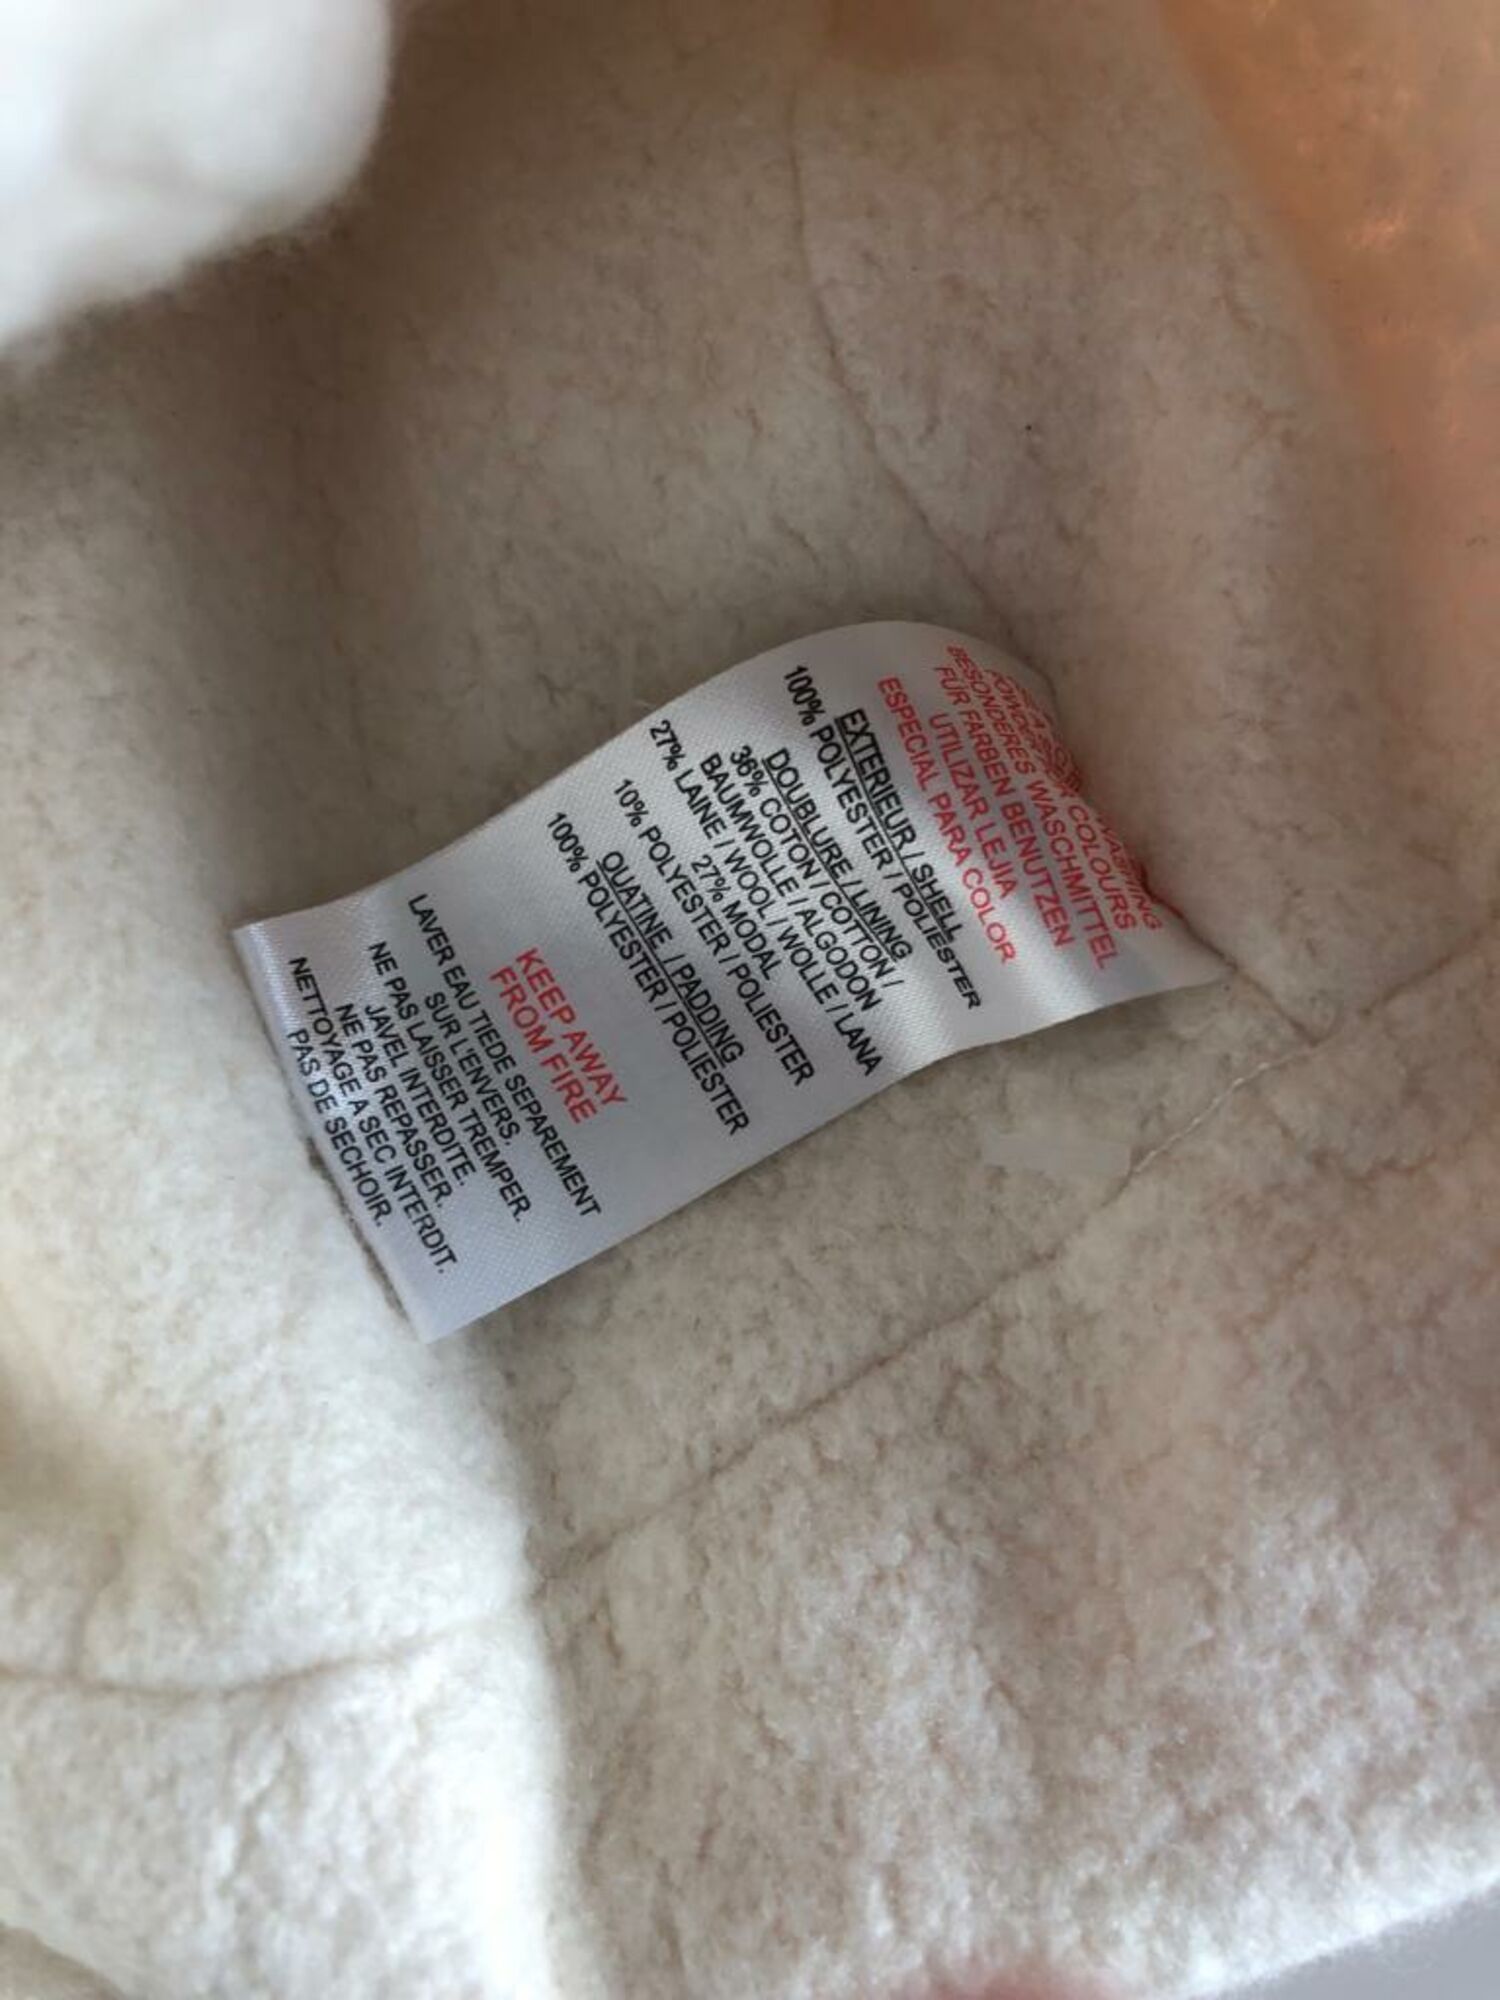 COLOURS
BESONDERES WASCHMITTEL
FÜR FARBEN BENUTZEN
UTILIZAR LEJIA
ESPECIAL PARA COLOR
EXTERIEUR / SHELL
100% POLYESTER / POLIESTER
DOUBLURE / LINING
36% COTON / COTTON /
BAUMWOLLE / ALGODON
27% LAINE / WOOL / WOLLE / LANA
27% MODAL
10% POLYESTER / POLIESTER
QUATINE / PADDING
100% POLYESTER / POLIESTER
KEEP AWAY
FROM FIRE
LAVER EAU TIEDE SEPAREMENT
SUR L'ENVERS.
NE PAS LAISSER TREMPER.
JAVEL INTERDITE.
NE PAS REPASSER.
NETTOYAGE A SEC INTERDIT.
PAS DE SECHOIR.